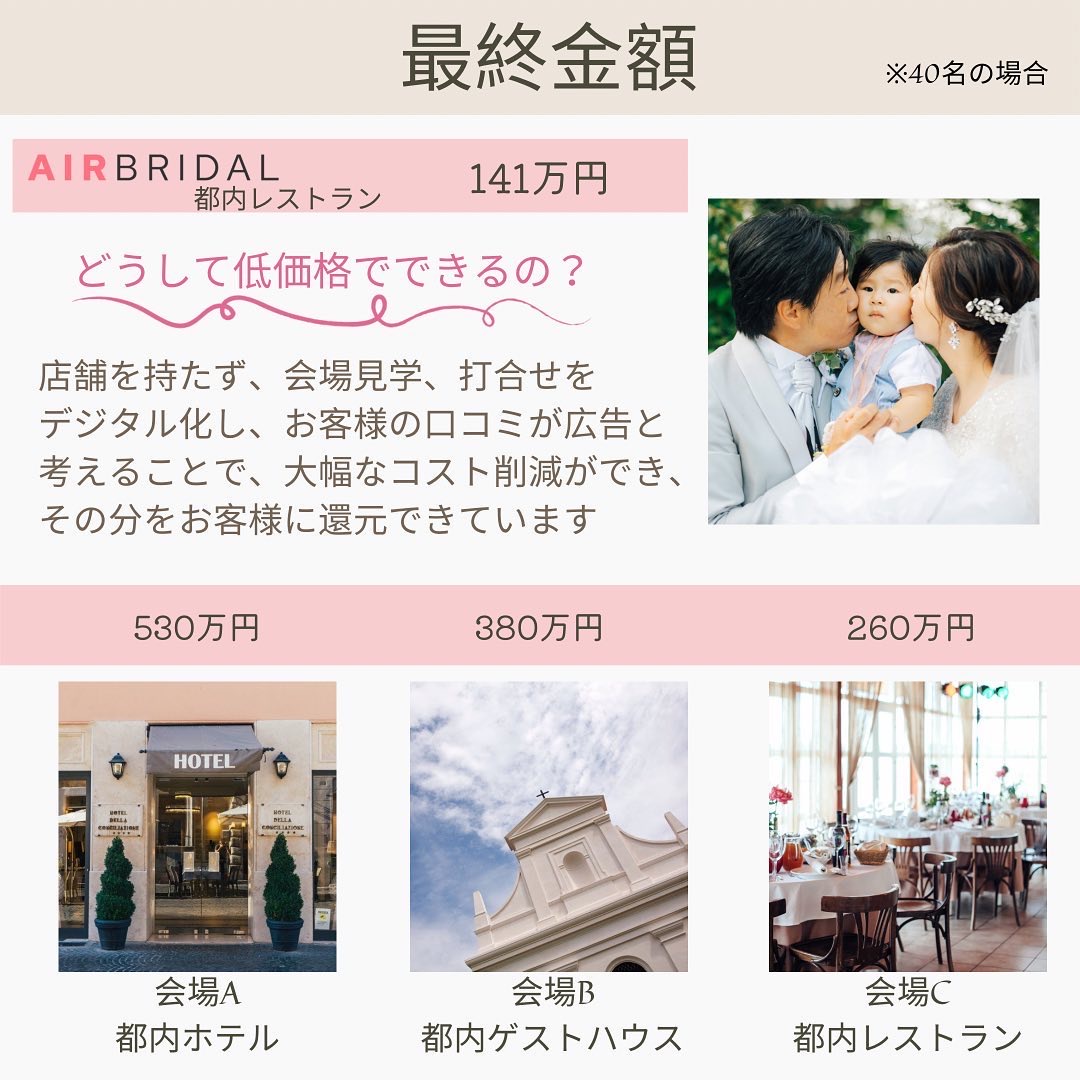 最終金額
※40名の場合
AIRBRIDAL
都内レストラン
141万円
どうして低価格でできるの？
店舗を持たず、会場見学、打合せを
デジタル化し、お客様の口コミが広告と
考えることで、大幅なコスト削減ができ、
その分をお客様に還元できています
530万円
380万円
260万円
HOTEL
HOTEL
DELLA
CONCILIAZIONE
HOTEL
DELLA
CONCILIAZIONE
会場A
都内ホテル
会場B
都内ゲストハウス
会場C
都内レストラン